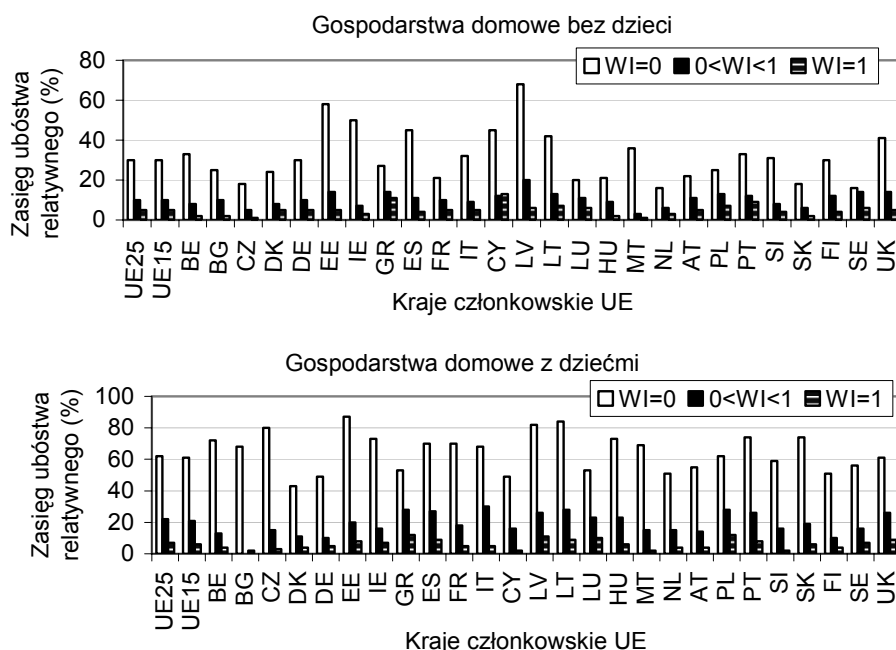 Gospodarstwa domowe bez dzieci
Zasięg ubóstwa
relatywnego (%)
80
60
40
20
0
WI=0 0<WI<1 WI=1
UE25 UE15 BE BG CZ DK DE EE IE GR ES FR IT CY LV LT LU HU MT NL AT PL PT SI SK FI SE UK
Kraje członkowskie UE
Gospodarstwa domowe z dziećmi
Zasięg ubóstwa
relatywnego (%)
100
80
60
40
20
0
WI=0 0<WI<1 WI=1
UE25 UE15 BE BG CZ DK DE EE IE GR ES FR IT CY LV LT LU HU MT NL AT PL PT SI SK FI SE UK
Kraje członkowskie UE